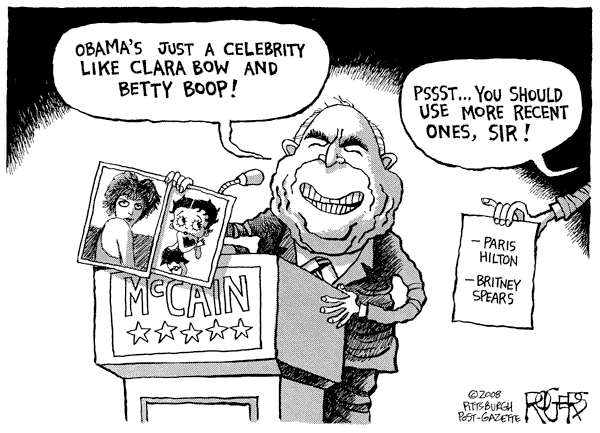 OBAMA'S JUST A CELEBRITY
LIKE CLARA BOW AND
BETTY BOOP!
PSSST... YOU SHOULD
USE MORE RECENT
ONES, SIR!
— PARIS
HILTON
— BRITNEY
SPEARS
McCAIN
©2008
PITTSBURGH
POST-GAZETTE
ROGERS